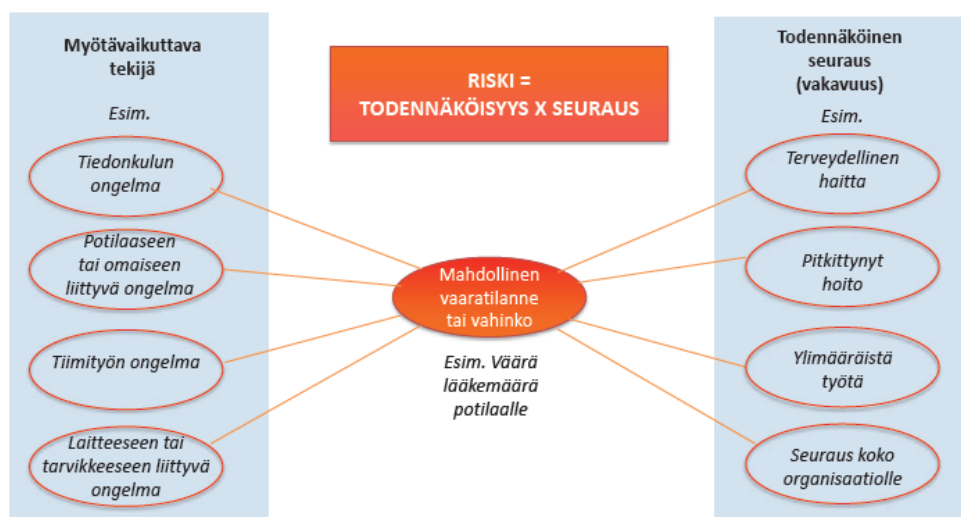 Myötävaikuttava
tekijä
Esim.
Tiedonkulun
ongelma
Potilaaseen
tai omaiseen
liittyvä ongelma
Tiimityön ongelma
Laitteeseen tai
tarvikkeeseen liittyvä
ongelma
RISKI =
TODENNÄKÖISYYS X SEURAUS
Mahdollinen
vaaratilanne
tai vahinko
Esim. Väärä
lääkemäärä
potilaalle
Todennäköinen
seuraus
(vakavuus)
Esim.
Terveydellinen
haitta
Pitkittynyt
hoito
Ylimääräistä
työtä
Seuraus koko
organisaatiolle